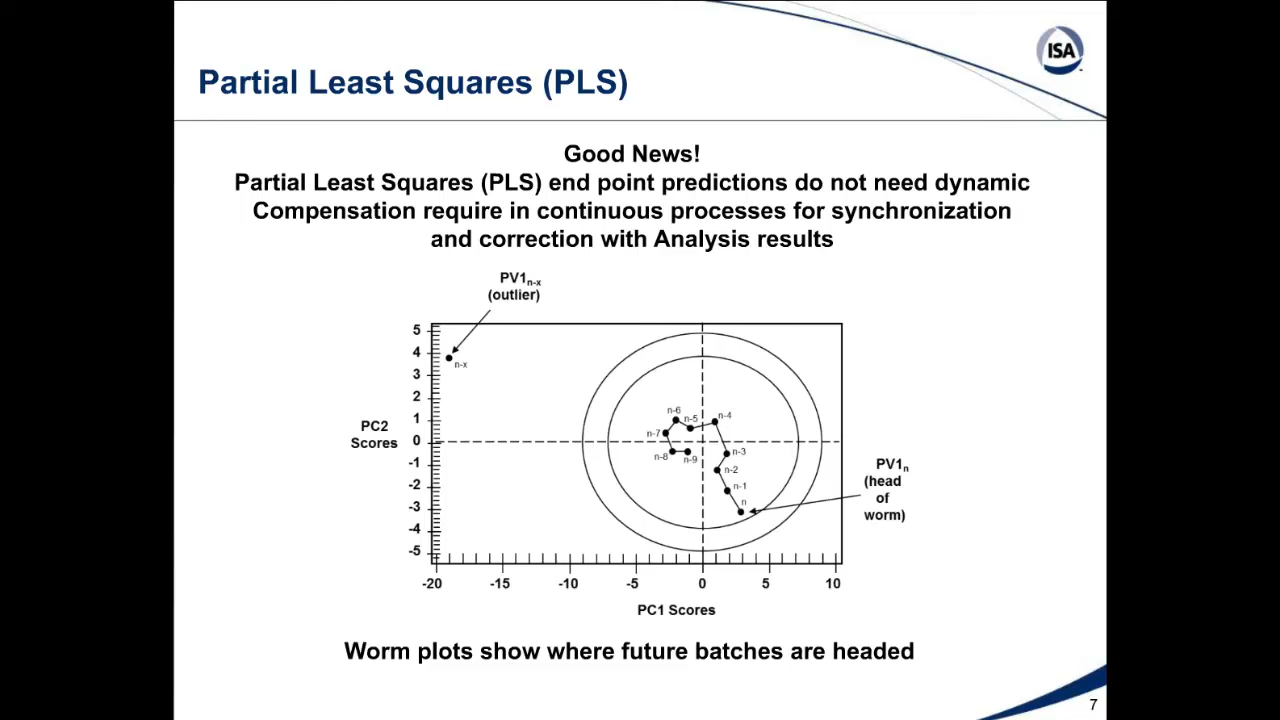 ISA
Partial Least Squares (PLS)
Good News!
Partial Least Squares (PLS) end point predictions do not need dynamic
Compensation require in continuous processes for synchronization
and correction with Analysis results
PV1n-x
(outlier)
5
4
3
2
1
0
-1
-2
-3
-4
-5
PC2
Scores
n-x
n-6
n-5
n-4
n-7
n-8
n-9
n-3
n-2
n-1
n
PV1n
(head
of
worm)
-20
-15
-10
-5
0
5
10
PC1 Scores
Worm plots show where future batches are headed
7